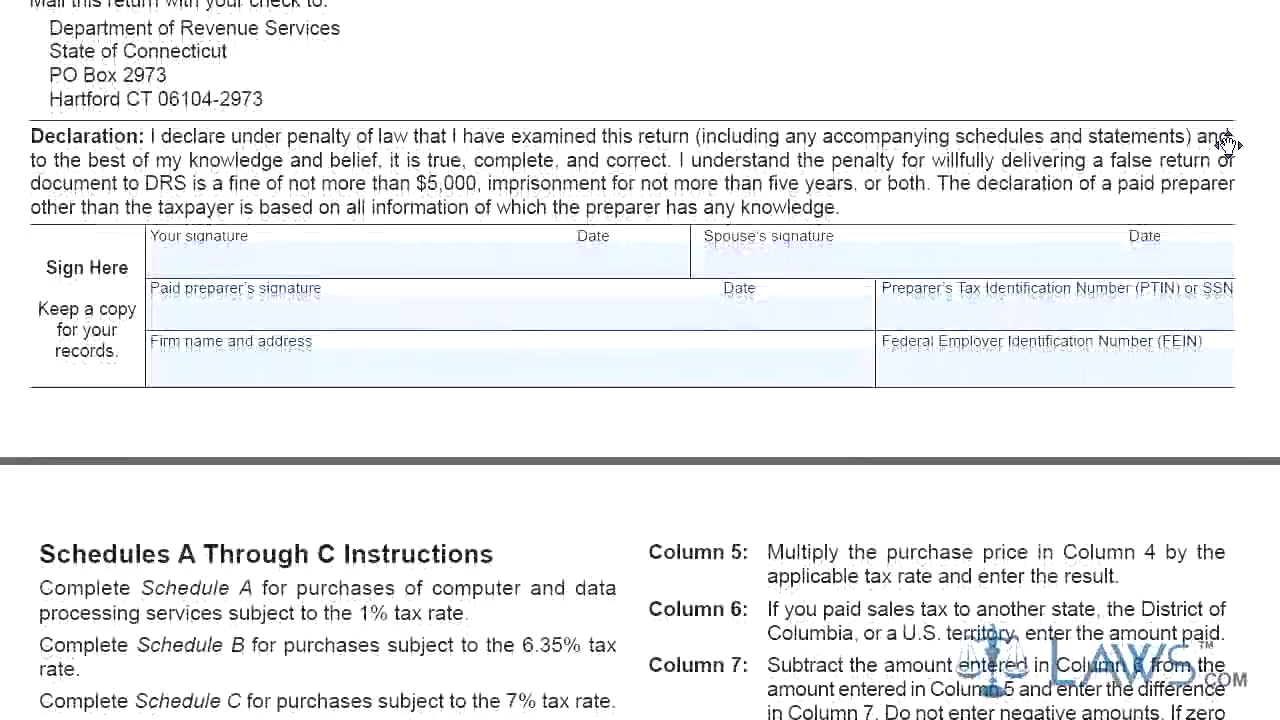 Mail this return with your check to:
Department of Revenue Services
State of Connecticut
PO Box 2973
Hartford CT 06104-2973
Declaration: I declare under penalty of law that I have examined this return (including any accompanying schedules and statements) and,
to the best of my knowledge and belief, it is true, complete, and correct. I understand the penalty for willfully delivering a false return or
document to DRS is a fine of not more than $5,000, imprisonment for not more than five years, or both. The declaration of a paid preparer
other than the taxpayer is based on all information of which the preparer has any knowledge.
Your signature Date Spouse's signature Date
Sign Here
Paid preparer's signature Date Preparer's Tax Identification Number (PTIN) or SSN
Keep a copy
for your
records.
Firm name and address Federal Employer Identification Number (FEIN)
Schedules A Through C Instructions
Complete Schedule A for purchases of computer and data
processing services subject to the 1% tax rate.
Complete Schedule B for purchases subject to the 6.35% tax
rate.
Complete Schedule C for purchases subject to the 7% tax rate.
Column 5: Multiply the purchase price in Column 4 by the
applicable tax rate and enter the result.
Column 6: If you paid sales tax to another state, the District of
Columbia, or a U.S. territory, enter the amount paid.
Column 7: Subtract the amount entered in Column 6 from the
amount entered in Column 5 and enter the difference
in Column 7. Do not enter negative amounts. If zero
LAWS.COM™